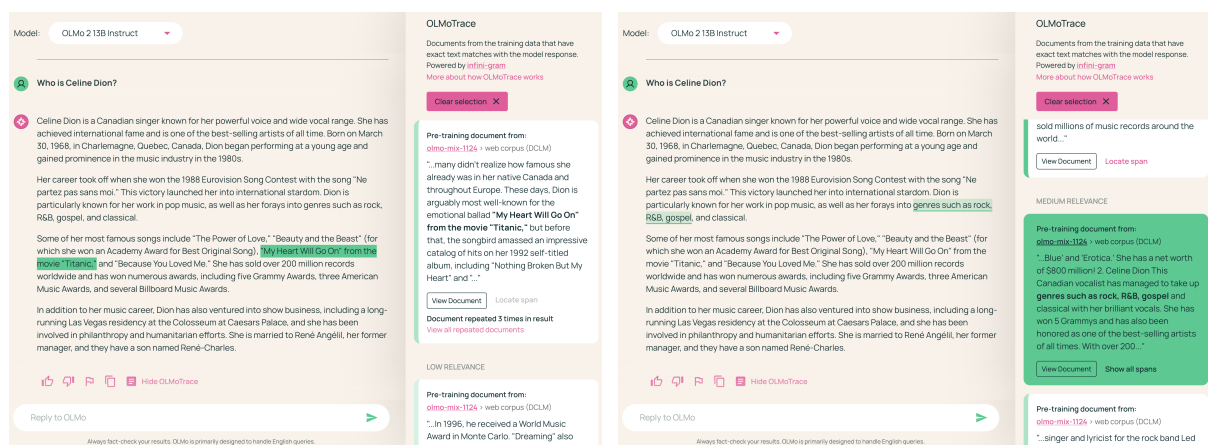 Model: OLMo 2 13B Instruct
Who is Celine Dion?
Celine Dion is a Canadian singer known for her powerful voice and wide vocal range. She has
achieved international fame and is one of the best-selling artists of all time. Born on March
30, 1968, in Charlemagne, Quebec, Canada, Dion began performing at a young age and
gained prominence in the music industry in the 1980s.
Her career took off when she won the 1988 Eurovision Song Contest with the song "Ne
partez pas sans moi." This victory launched her into international stardom. Dion is
particularly known for her work in pop music, as well as her forays into genres such as rock,
R&B, gospel, and classical.
Some of her most famous songs include "The Power of Love," "Beauty and the Beast" (for
which she won an Academy Award for Best Original Song), "My Heart Will Go On" from the
movie "Titanic," and "Because You Loved Me." She has sold over 200 million records
worldwide and has won numerous awards, including five Grammy Awards, three American
Music Awards, and several Billboard Music Awards.
In addition to her music career, Dion has also ventured into show business, including a long-
running Las Vegas residency at the Colosseum at Caesars Palace, and she has been
involved in philanthropy and humanitarian efforts. She is married to René Angélil, her former
manager, and they have a son named René-Charles.
Hide OLMoTrace
Reply to OLMo
Always fact-check your results. OLMo is primarily designed to handle English queries.
OLMoTrace
Documents from the training data that have
exact text matches with the model response.
Powered by infini-gram
More about how OLMoTrace works
Clear selection ✕
Pre-training document from:
olmo-mix-1124 > web corpus (DCLM)
"...many didn't realize how famous she
already was in her native Canada and
throughout Europe. These days, Dion is
arguably most well-known for the
emotional ballad "My Heart Will Go On"
from the movie "Titanic," but before
that, the songbird amassed an impressive
catalog of hits on her 1992 self-titled
album, including "Nothing Broken But My
Heart" and "..."
View Document Locate span
Document repeated 3 times in result
View all repeated documents
LOW RELEVANCE
Pre-training document from:
olmo-mix-1124 > web corpus (DCLM)
"...In 1996, he received a World Music
Award in Monte Carlo. "Dreaming" also
Model: OLMo 2 13B Instruct
Who is Celine Dion?
Celine Dion is a Canadian singer known for her powerful voice and wide vocal range. She has
achieved international fame and is one of the best-selling artists of all time. Born on March
30, 1968, in Charlemagne, Quebec, Canada, Dion began performing at a young age and
gained prominence in the music industry in the 1980s.
Her career took off when she won the 1988 Eurovision Song Contest with the song "Ne
partez pas sans moi." This victory launched her into international stardom. Dion is
particularly known for her work in pop music, as well as her forays into genres such as rock,
R&B, gospel, and classical.
Some of her most famous songs include "The Power of Love," "Beauty and the Beast" (for
which she won an Academy Award for Best Original Song), "My Heart Will Go On" from the
movie "Titanic," and "Because You Loved Me." She has sold over 200 million records
worldwide and has won numerous awards, including five Grammy Awards, three American
Music Awards, and several Billboard Music Awards.
In addition to her music career, Dion has also ventured into show business, including a long-
running Las Vegas residency at the Colosseum at Caesars Palace, and she has been
involved in philanthropy and humanitarian efforts. She is married to René Angélil, her former
manager, and they have a son named René-Charles.
Hide OLMoTrace
Reply to OLMo
Always fact-check your results. OLMo is primarily designed to handle English queries.
OLMoTrace
Documents from the training data that have
exact text matches with the model response.
Powered by infini-gram
More about how OLMoTrace works
Clear selection ✕
sold millions of music records around the
world..."
View Document Locate span
MEDIUM RELEVANCE
Pre-training document from:
olmo-mix-1124 > web corpus (DCLM)
"...Blue' and 'Erotica.' She has a net worth
of $800 million! 2. Celine Dion This
Canadian vocalist has managed to take up
genres such as rock, R&B, gospel and
classical with her brilliant vocals. She has
won 5 Grammys and has also been
honored as one of the best-selling artists
of all times. With over 200..."
View Document Show all spans
Pre-training document from:
olmo-mix-1124 > web corpus (DCLM)
"...singer and lyricist for the rock band Led